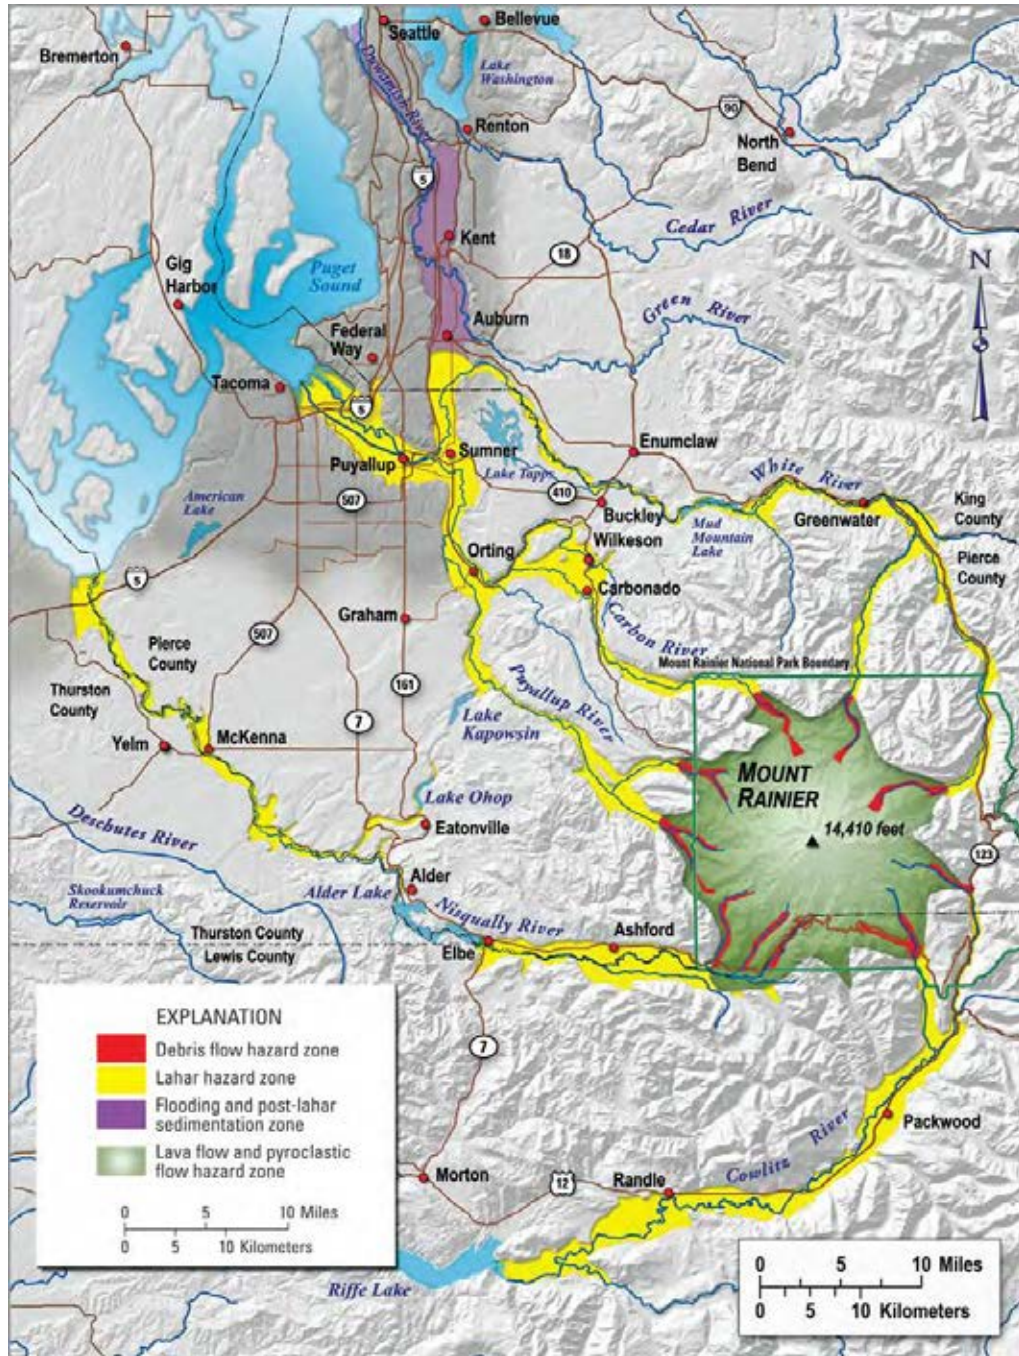 Bremerton
Seattle
Bellevue
Duwamish River
Lake
Washington
Renton
90
North
Bend
5
Cedar River
Kent
18
N
Gig
Harbor
Puget
Sound
Green River
Auburn
Federal
Way
Tacoma
5
Enumclaw
Sumner
Puyallup
Lake Tapps
White River
410
507
American
Lake
Buckley
Mud
Mountain
Lake
Greenwater
King
County
Wilkeson
Orting
Pierce
County
5
Carbonado
Graham
Carbon River
507
Pierce
County
Mount Rainier National Park Boundary
161
Puyallup River
Thurston
County
Lake
Kapowsin
7
Yelm
McKenna
MOUNT
RAINIER
Lake Ohop
14,410 feet
Deschutes River
Eatonville
123
Alder
Skookumchuck
Reservoir
Alder Lake
Nisqually River
Ashford
Thurston County
Lewis County
Elbe
EXPLANATION
Debris flow hazard zone
Lahar hazard zone
Flooding and post-lahar
sedimentation zone
Lava flow and pyroclastic
flow hazard zone
0 5 10 Miles
0 5 10 Kilometers
7
Packwood
Cowlitz River
Morton
12
Randle
Riffe Lake
0 5 10 Miles
0 5 10 Kilometers